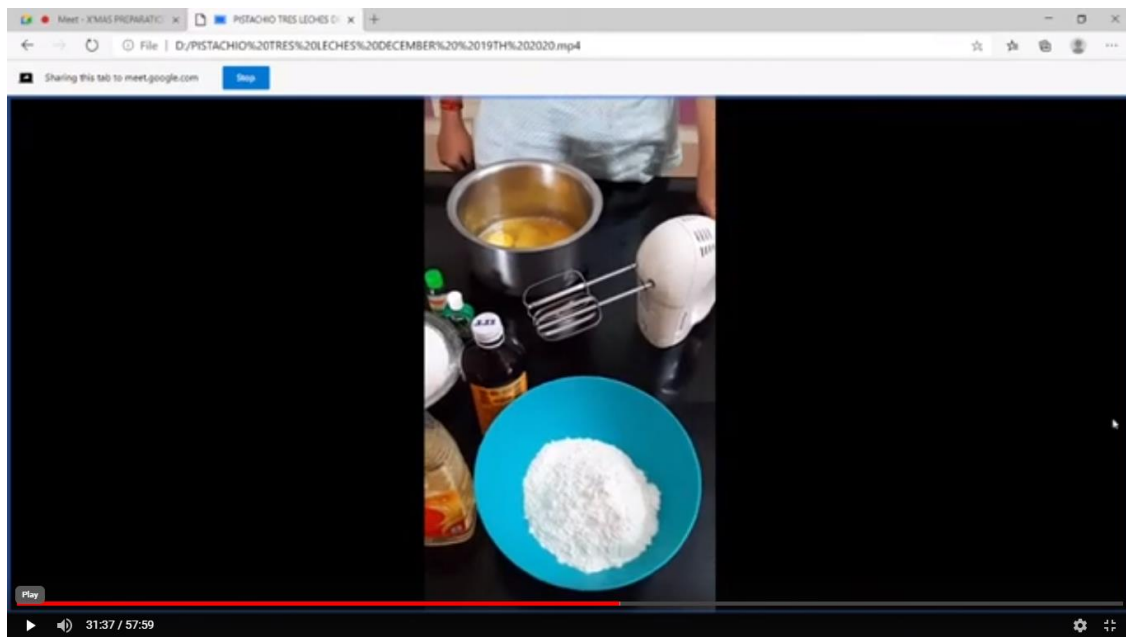 Meet - X'MAS PREPARATIC
PISTACHIO TRES LECHES D
File | D:/PISTACHIO%20TRES%20LECHES%20DECEMBER%20%2019TH%202020.mp4
Sharing this tab to meet.google.com
Stop
Play
31:37 / 57:59